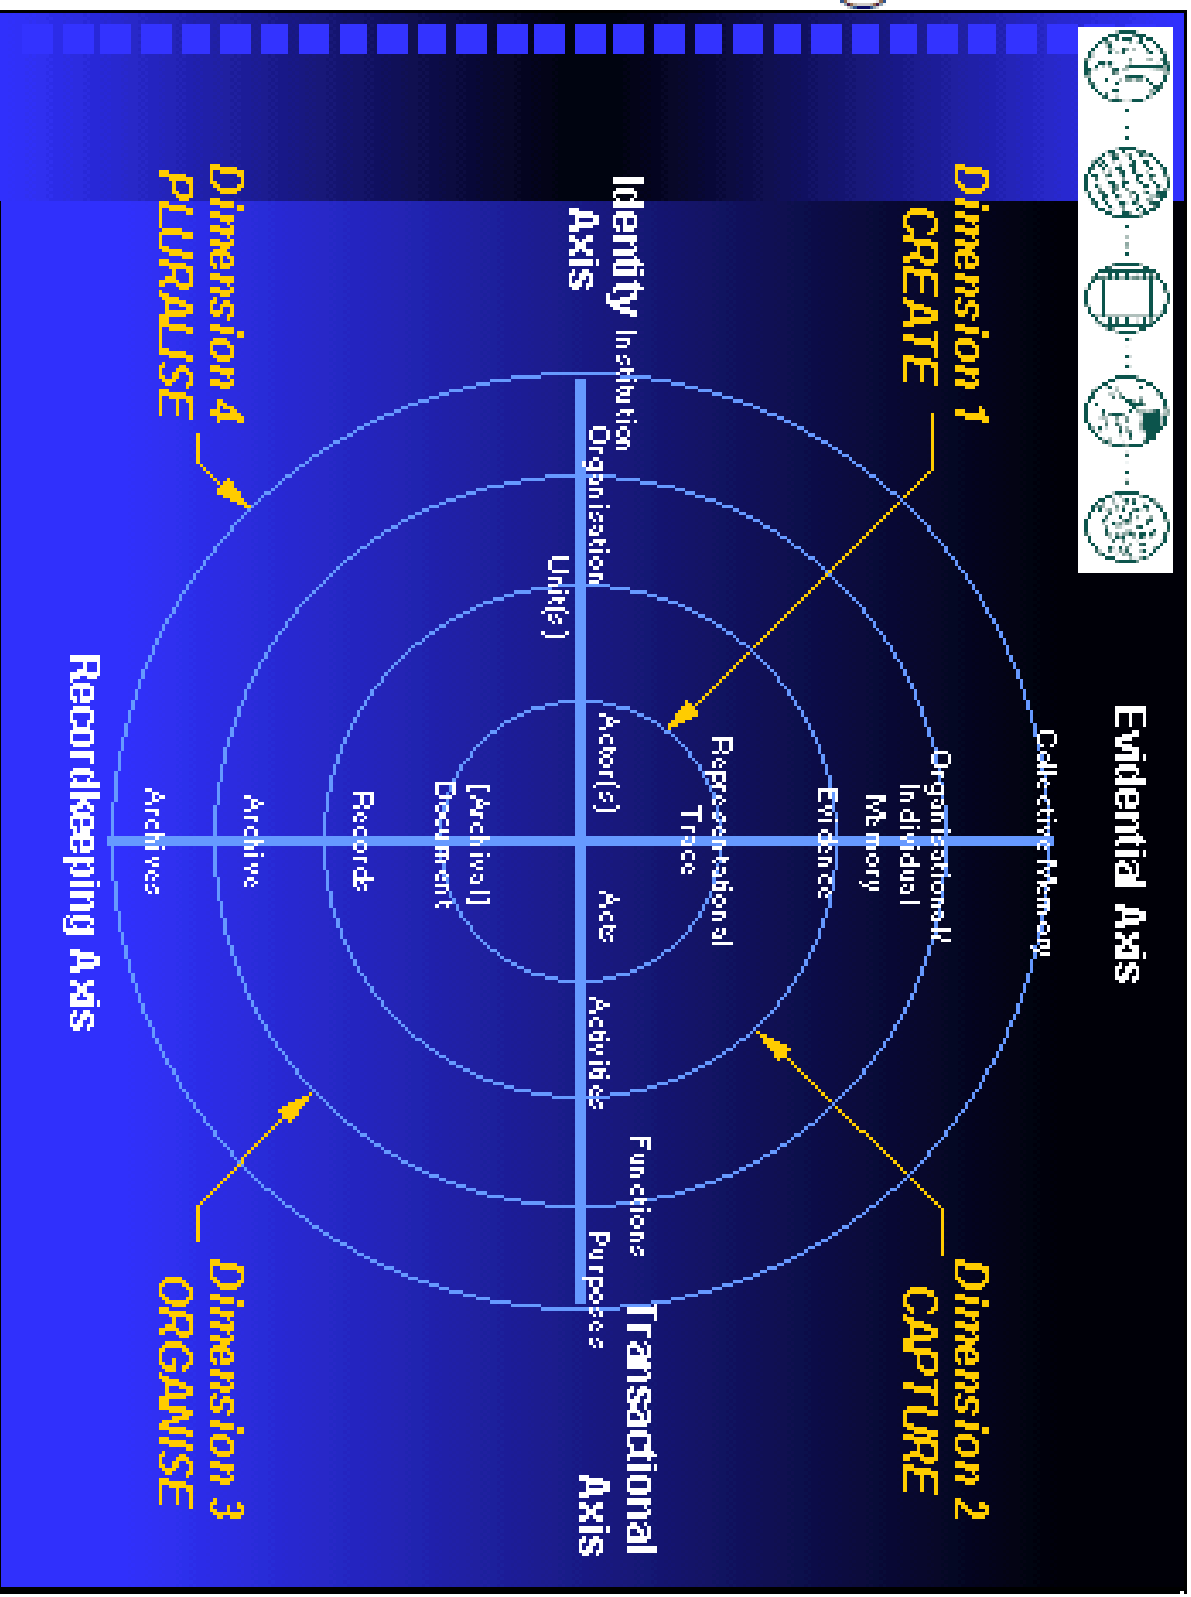 Evidential Axis
Dimension 1
CREATE
Dimension 2
CAPTURE
Collective Memory
Organisational/
Individual
Memory
Evidence
Representational
Trace
Identity
Axis
Institution
Organisation
Unit(s)
Actor(s)
Acts
Activities
Functions
Purposes
Transactional
Axis
[Archival]
Document
Records
Archive
Archives
Dimension 4
PLURALISE
Dimension 3
ORGANISE
Recordkeeping Axis